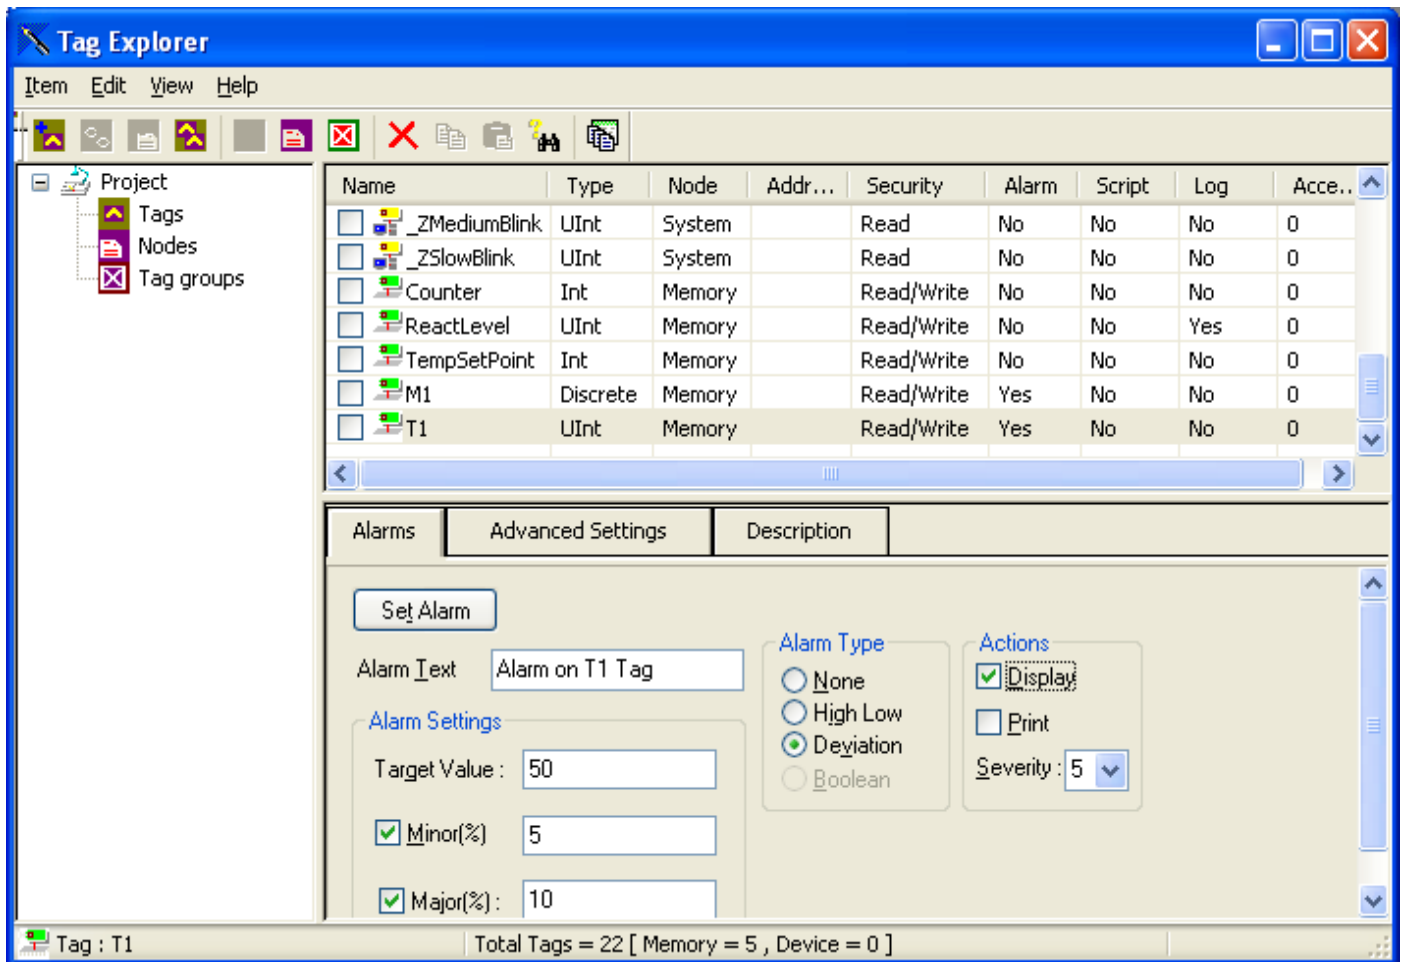 Tag Explorer
Item Edit View Help
Project
Tags
Nodes
Tag groups
Name Type Node Addr... Security Alarm Script Log Acce...
_ZMediumBlink UInt System Read No No No 0
_ZSlowBlink UInt System Read No No No 0
Counter Int Memory Read/Write No No No 0
ReactLevel UInt Memory Read/Write No No Yes 0
TempSetPoint Int Memory Read/Write No No No 0
M1 Discrete Memory Read/Write Yes No No 0
T1 UInt Memory Read/Write Yes No No 0
Alarms Advanced Settings Description
Set Alarm
Alarm Text Alarm on T1 Tag
Alarm Settings
Target Value : 50
Minor(%) 5
Major(%) : 10
Alarm Type
None
High Low
Deviation
Boolean
Actions
Display
Print
Severity : 5
Tag : T1 Total Tags = 22 [ Memory = 5 , Device = 0 ]